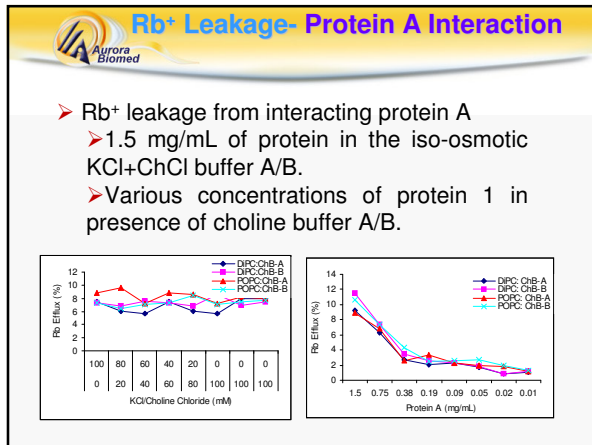 Rb⁺ Leakage- Protein A Interaction
Aurora
Biomed
➤ Rb⁺ leakage from interacting protein A
➤1.5 mg/mL of protein in the iso-osmotic
KCl+ChCl buffer A/B.
➤Various concentrations of protein 1 in
presence of choline buffer A/B.
DiPC:ChB-A
DiPC:ChB-B
POPC:ChB-A
POPC:ChB-B
Rb Efflux (%)
12
10
8
6
4
2
0
100 80 60 40 20 0 0 0
0 20 40 60 80 100 100 100
KCl/Choline Chloride (mM)
DiPC: ChB-A
DiPC: ChB-B
POPC: ChB-A
POPC: ChB-B
Rb Efflux (%)
14
12
10
8
6
4
2
0
1.5 0.75 0.38 0.19 0.09 0.05 0.02 0.01
Protein A (mg/mL)